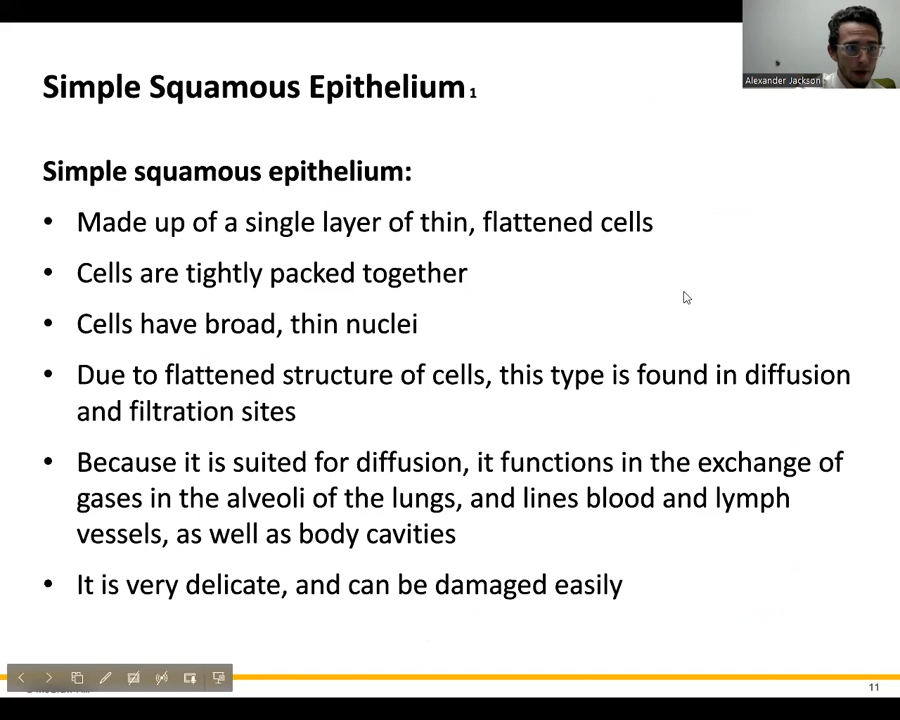 Alexander Jackson
Simple Squamous Epithelium 1
Simple squamous epithelium:
• Made up of a single layer of thin, flattened cells
• Cells are tightly packed together
• Cells have broad, thin nuclei
• Due to flattened structure of cells, this type is found in diffusion
and filtration sites
• Because it is suited for diffusion, it functions in the exchange of
gases in the alveoli of the lungs, and lines blood and lymph
vessels, as well as body cavities
• It is very delicate, and can be damaged easily
11